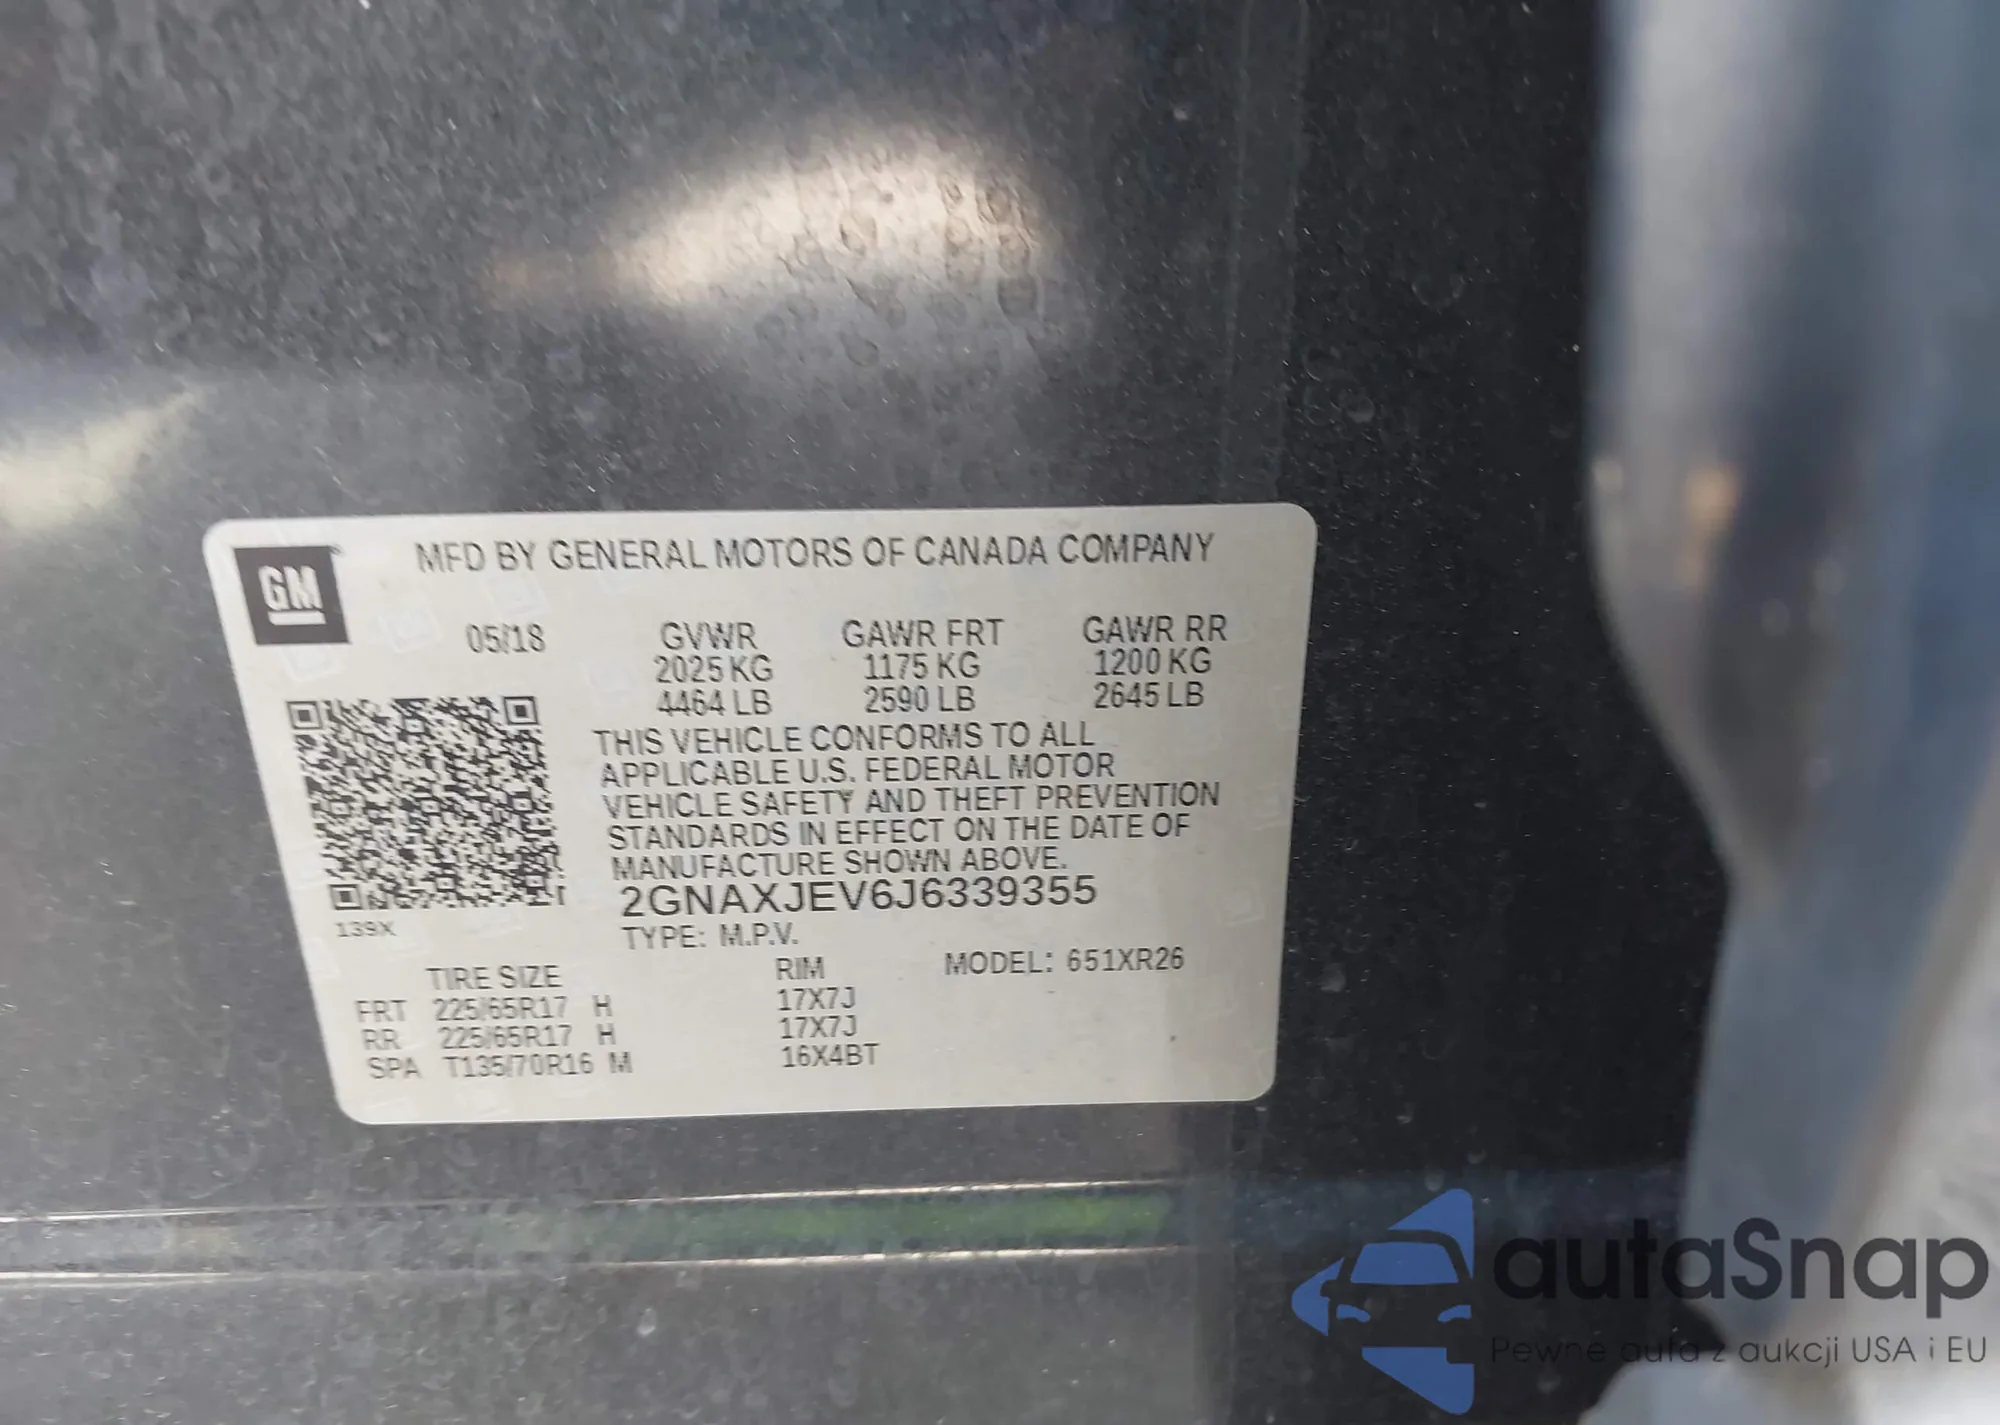 GM
MFD BY GENERAL MOTORS OF CANADA COMPANY
05/18 GVWR GAWR FRT GAWR RR
2025 KG 1175 KG 1200 KG
4464 LB 2590 LB 2645 LB
THIS VEHICLE CONFORMS TO ALL
APPLICABLE U.S. FEDERAL MOTOR
VEHICLE SAFETY AND THEFT PREVENTION
STANDARDS IN EFFECT ON THE DATE OF
MANUFACTURE SHOWN ABOVE.
2GNAXJEV6J6339355
139X
TYPE: M.P.V.
TIRE SIZE RIM MODEL: 651XR26
FRT 225/65R17 H 17X7J
RR 225/65R17 H 17X7J
SPA T135/70R16 M 16X4BT
autaSnap
Pewne auta z aukcji USA i EU